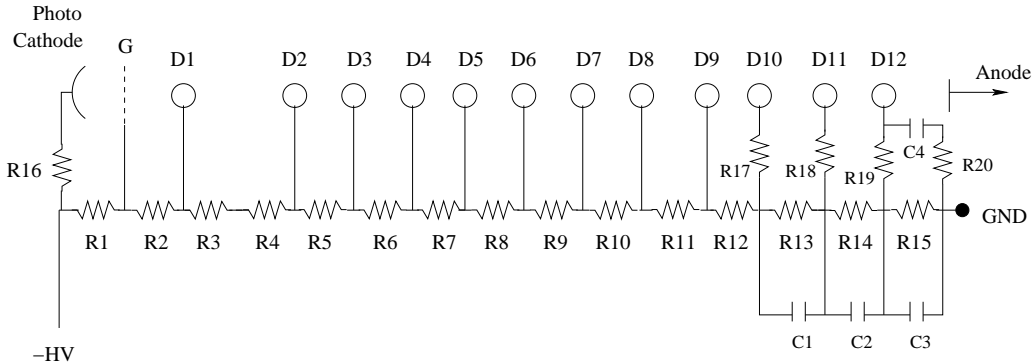 Photo
Cathode
G
D1 D2 D3 D4 D5 D6 D7 D8 D9 D10 D11 D12
Anode
R16 R17 R18 R19 C4 R20
GND
R1 R2 R3 R4 R5 R6 R7 R8 R9 R10 R11 R12 R13 R14 R15
C1 C2 C3
−HV